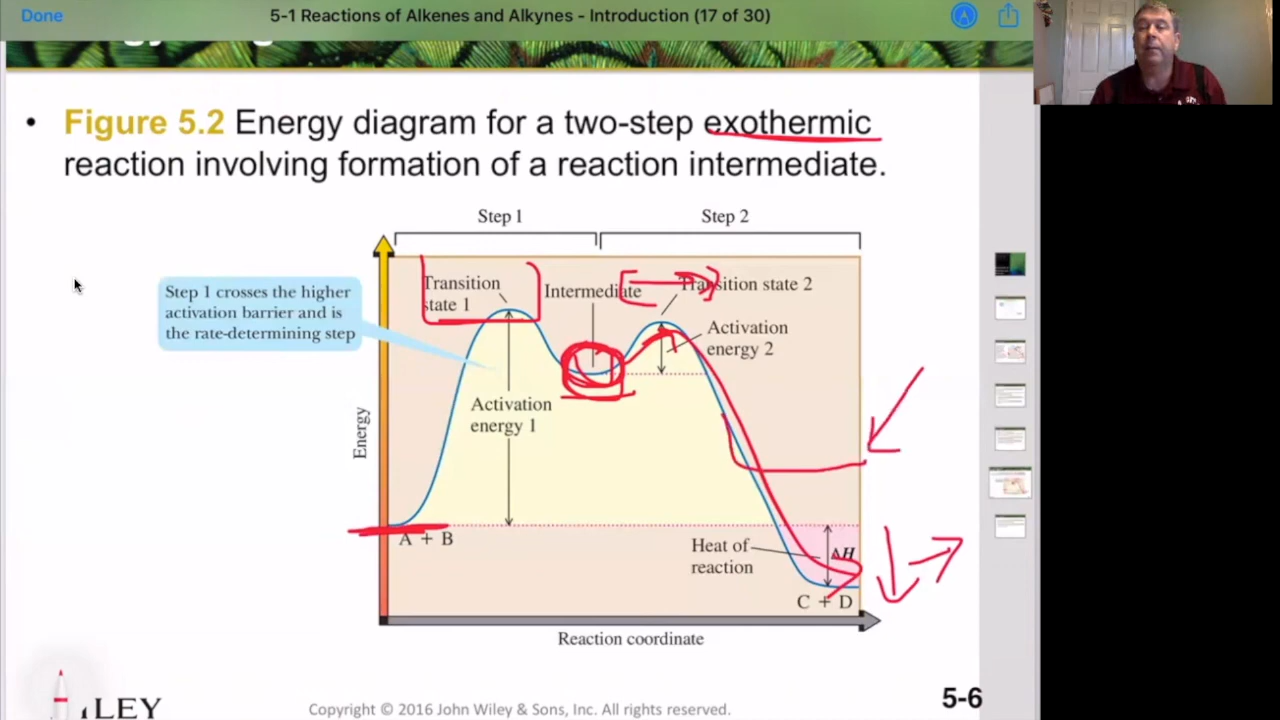 Done
5-1 Reactions of Alkenes and Alkynes - Introduction (17 of 30)
• Figure 5.2 Energy diagram for a two-step exothermic
reaction involving formation of a reaction intermediate.
Step 1
Step 2
Transition
state 1
Intermediate
Transition state 2
Step 1 crosses the higher
activation barrier and is
the rate-determining step
Activation
energy 2
Activation
energy 1
Energy
A + B
Heat of
reaction
ΔH
C + D
Reaction coordinate
Copyright © 2016 John Wiley & Sons, Inc. All rights reserved.
5-6